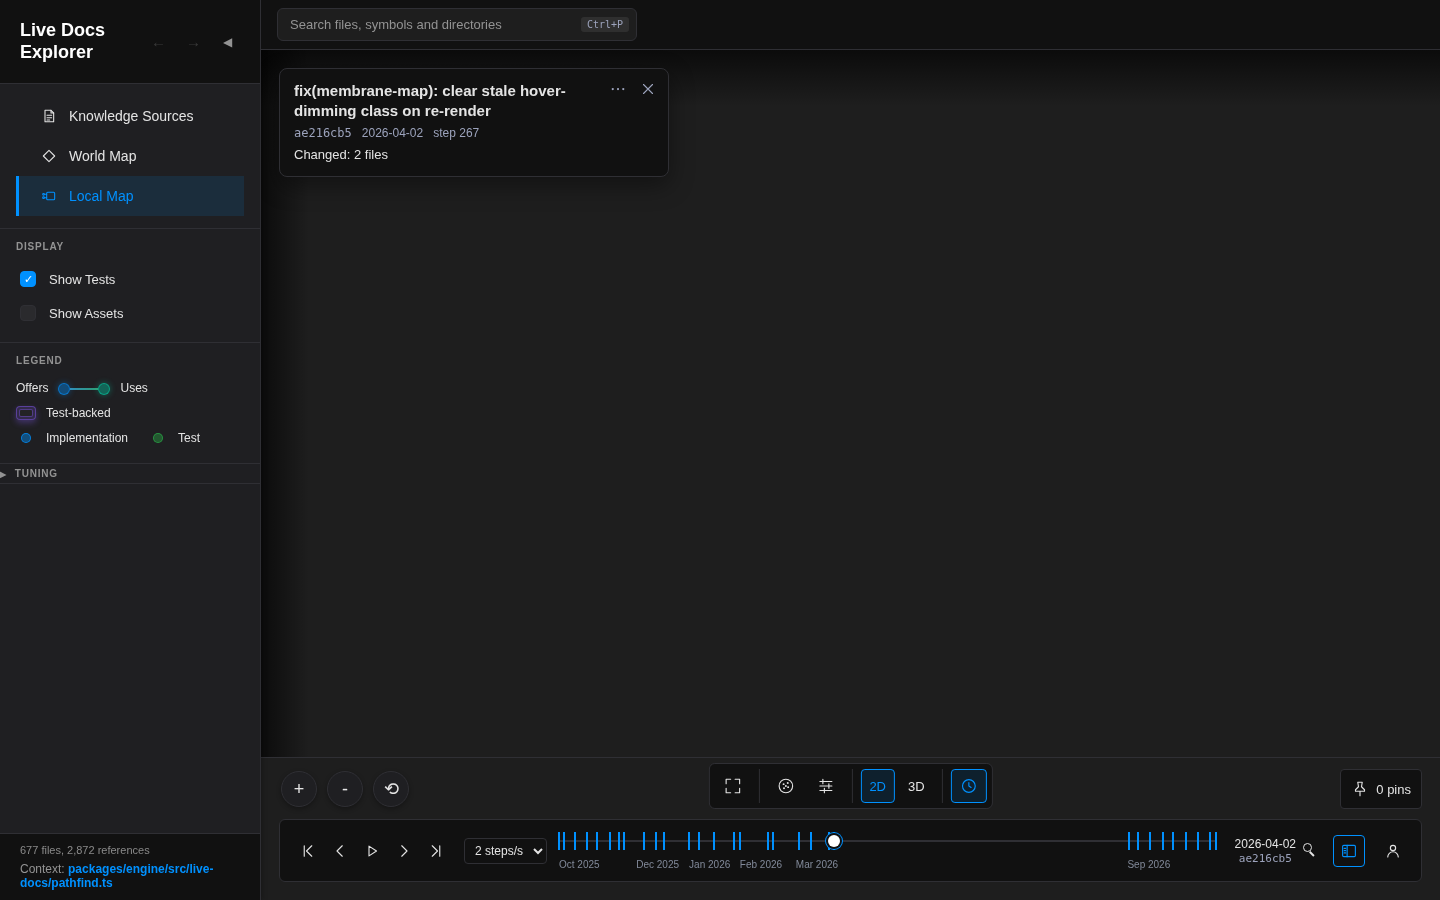 Live Docs
Explorer
Search files, symbols and directories
Ctrl+P
Knowledge Sources
World Map
Local Map
DISPLAY
Show Tests
Show Assets
LEGEND
Offers
Uses
Test-backed
Implementation
Test
TUNING
677 files, 2,872 references
Context: packages/engine/src/live-
docs/pathfind.ts
fix(membrane-map): clear stale hover-
dimming class on re-render
ae216cb5 2026-04-02 step 267
Changed: 2 files
+
-
2D
3D
0 pins
2 steps/s
Oct 2025
Dec 2025
Jan 2026
Feb 2026
Mar 2026
Sep 2026
2026-04-02
ae216cb5